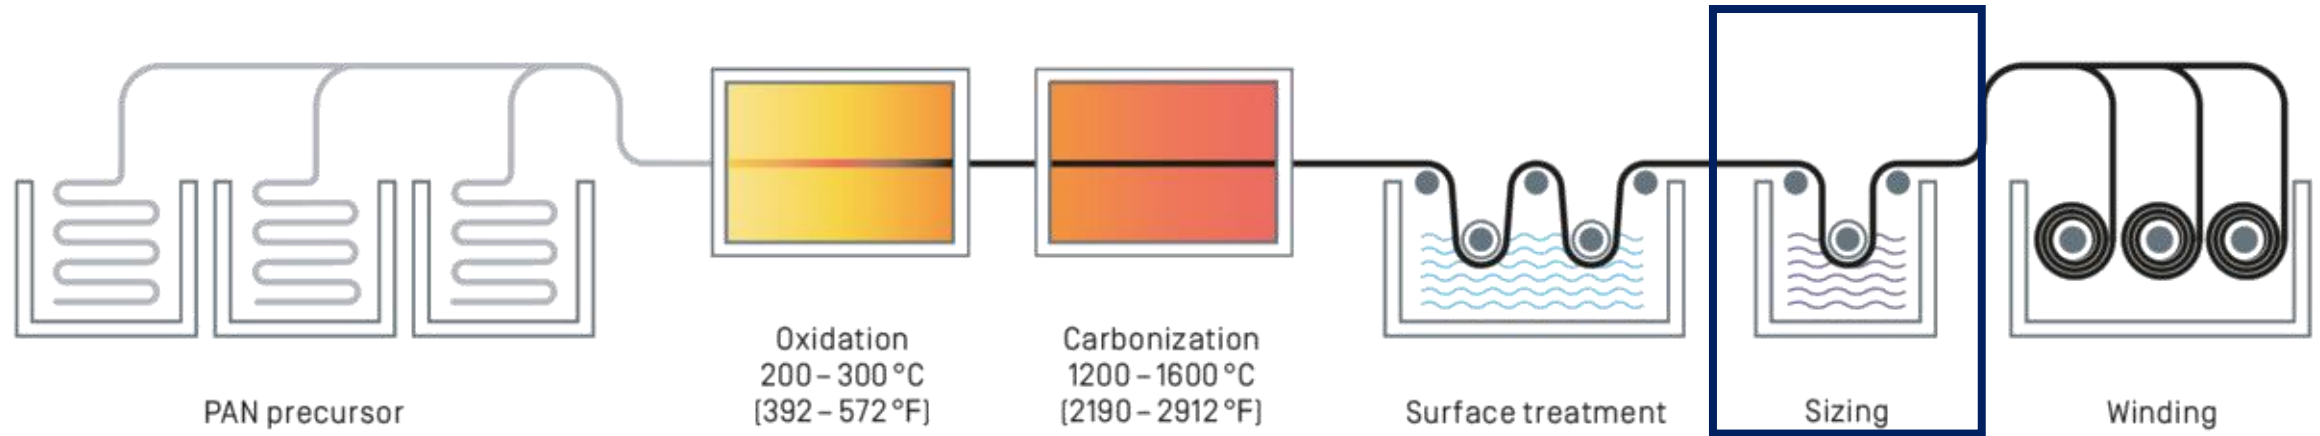 PAN precursor
Oxidation
200 – 300 °C
(392 – 572 °F)
Carbonization
1200 – 1600 °C
(2190 – 2912 °F)
Surface treatment
Sizing
Winding